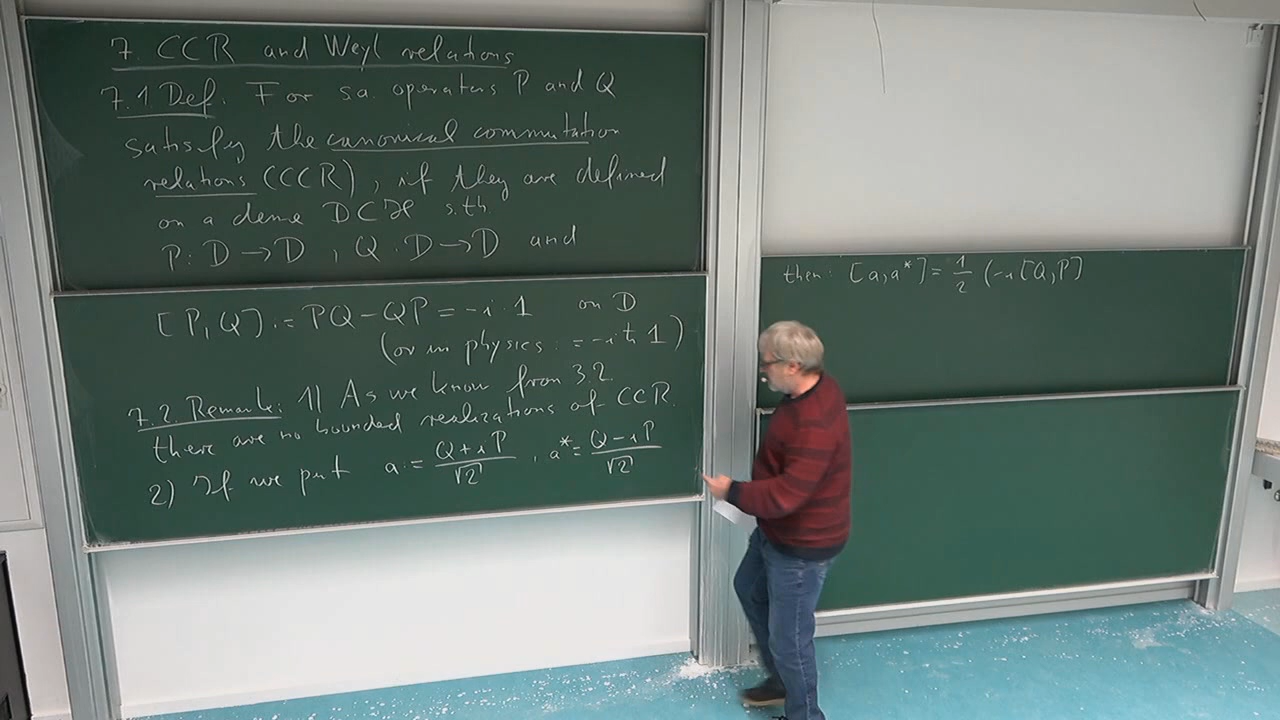 7. CCR and Weyl relations
7.1 Def. For s.a. operators P and Q
satisfy the canonical commutation
relations (CCR), if they are defined
on a dense D ⊂ ℋ s.th.
P: D → D , Q : D → D and
[P,Q] := PQ - QP = -i · 1 on D
(or in physics: = -iℏ 1)
7.2. Remarks: 1) As we know from 3.2.
there are no bounded realizations of CCR.
2) If we put a := (Q + iP)/√2 , a* = (Q - iP)/√2
then: [a, a*] = 1/2 (-i [Q, P]